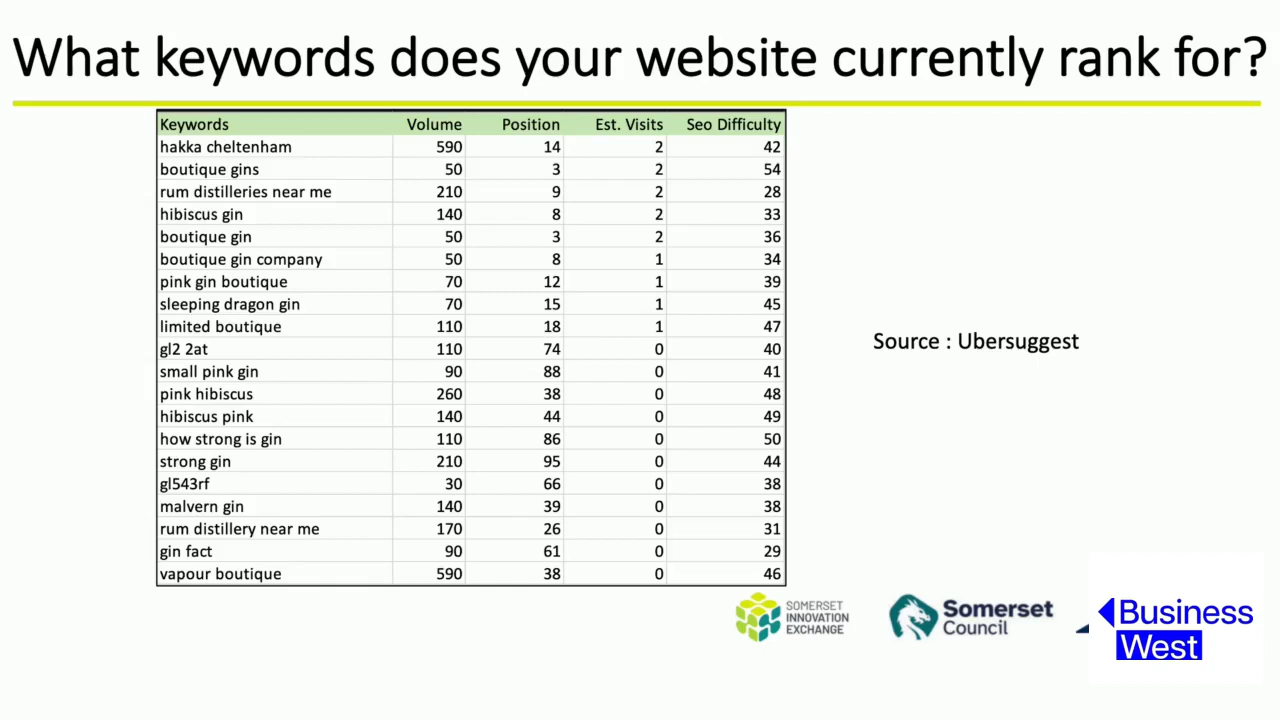 What keywords does your website currently rank for?
Keywords Volume Position Est. Visits Seo Difficulty
hakka cheltenham 590 14 2 42
boutique gins 50 3 2 54
rum distilleries near me 210 9 2 28
hibiscus gin 140 8 2 33
boutique gin 50 3 2 36
boutique gin company 50 8 1 34
pink gin boutique 70 12 1 39
sleeping dragon gin 70 15 1 45
limited boutique 110 18 1 47
gl2 2at 110 74 0 40
small pink gin 90 88 0 41
pink hibiscus 260 38 0 48
hibiscus pink 140 44 0 49
how strong is gin 110 86 0 50
strong gin 210 95 0 44
gl543rf 30 66 0 38
malvern gin 140 39 0 38
rum distillery near me 170 26 0 31
gin fact 90 61 0 29
vapour boutique 590 38 0 46
Source : Ubersuggest
SOMERSET
INNOVATION
EXCHANGE
Somerset
Council
Business
West